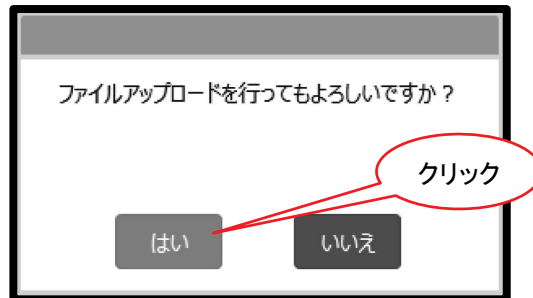 ファイルアップロードを行ってもよろしいですか？
クリック
はい
いいえ